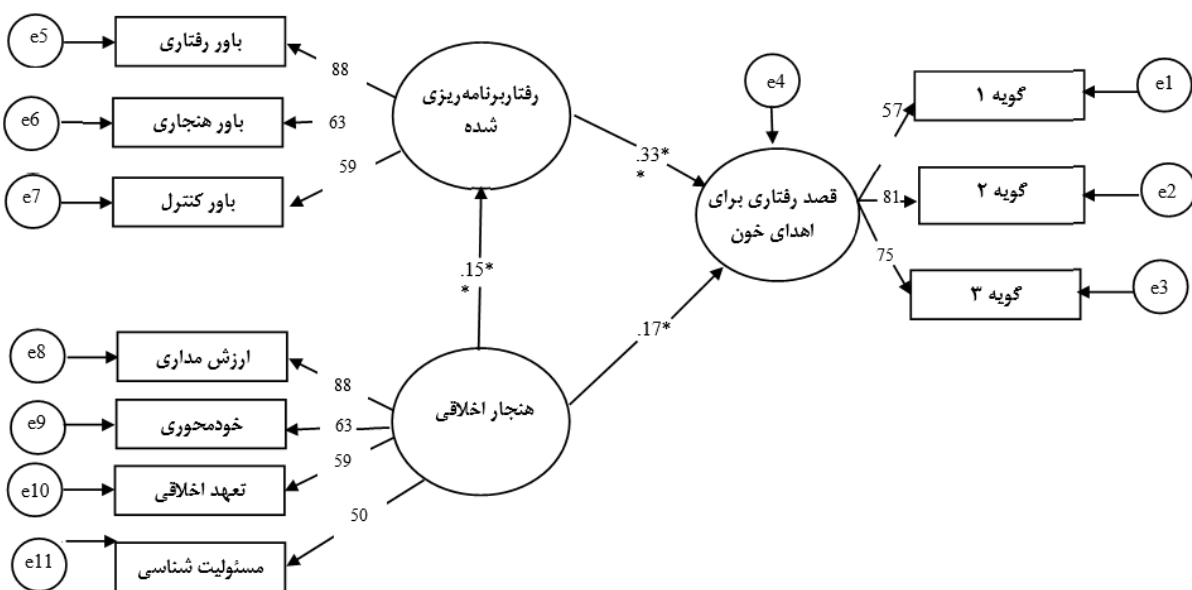 e5
باور رفتاری
88
e6
باور هنجاری
63
e7
باور کنترل
59
رفتاربرنامه‌ریزی
شده
.33*
*
e4
قصد رفتاری برای
اهدای خون
57
گویه ۱
e1
81
گویه ۲
e2
75
گویه ۳
e3
.15*
*
.17*
هنجار اخلاقی
e8
ارزش مداری
88
e9
خودمحوری
63
e10
تعهد اخلاقی
59
e11
مسئولیت شناسی
50